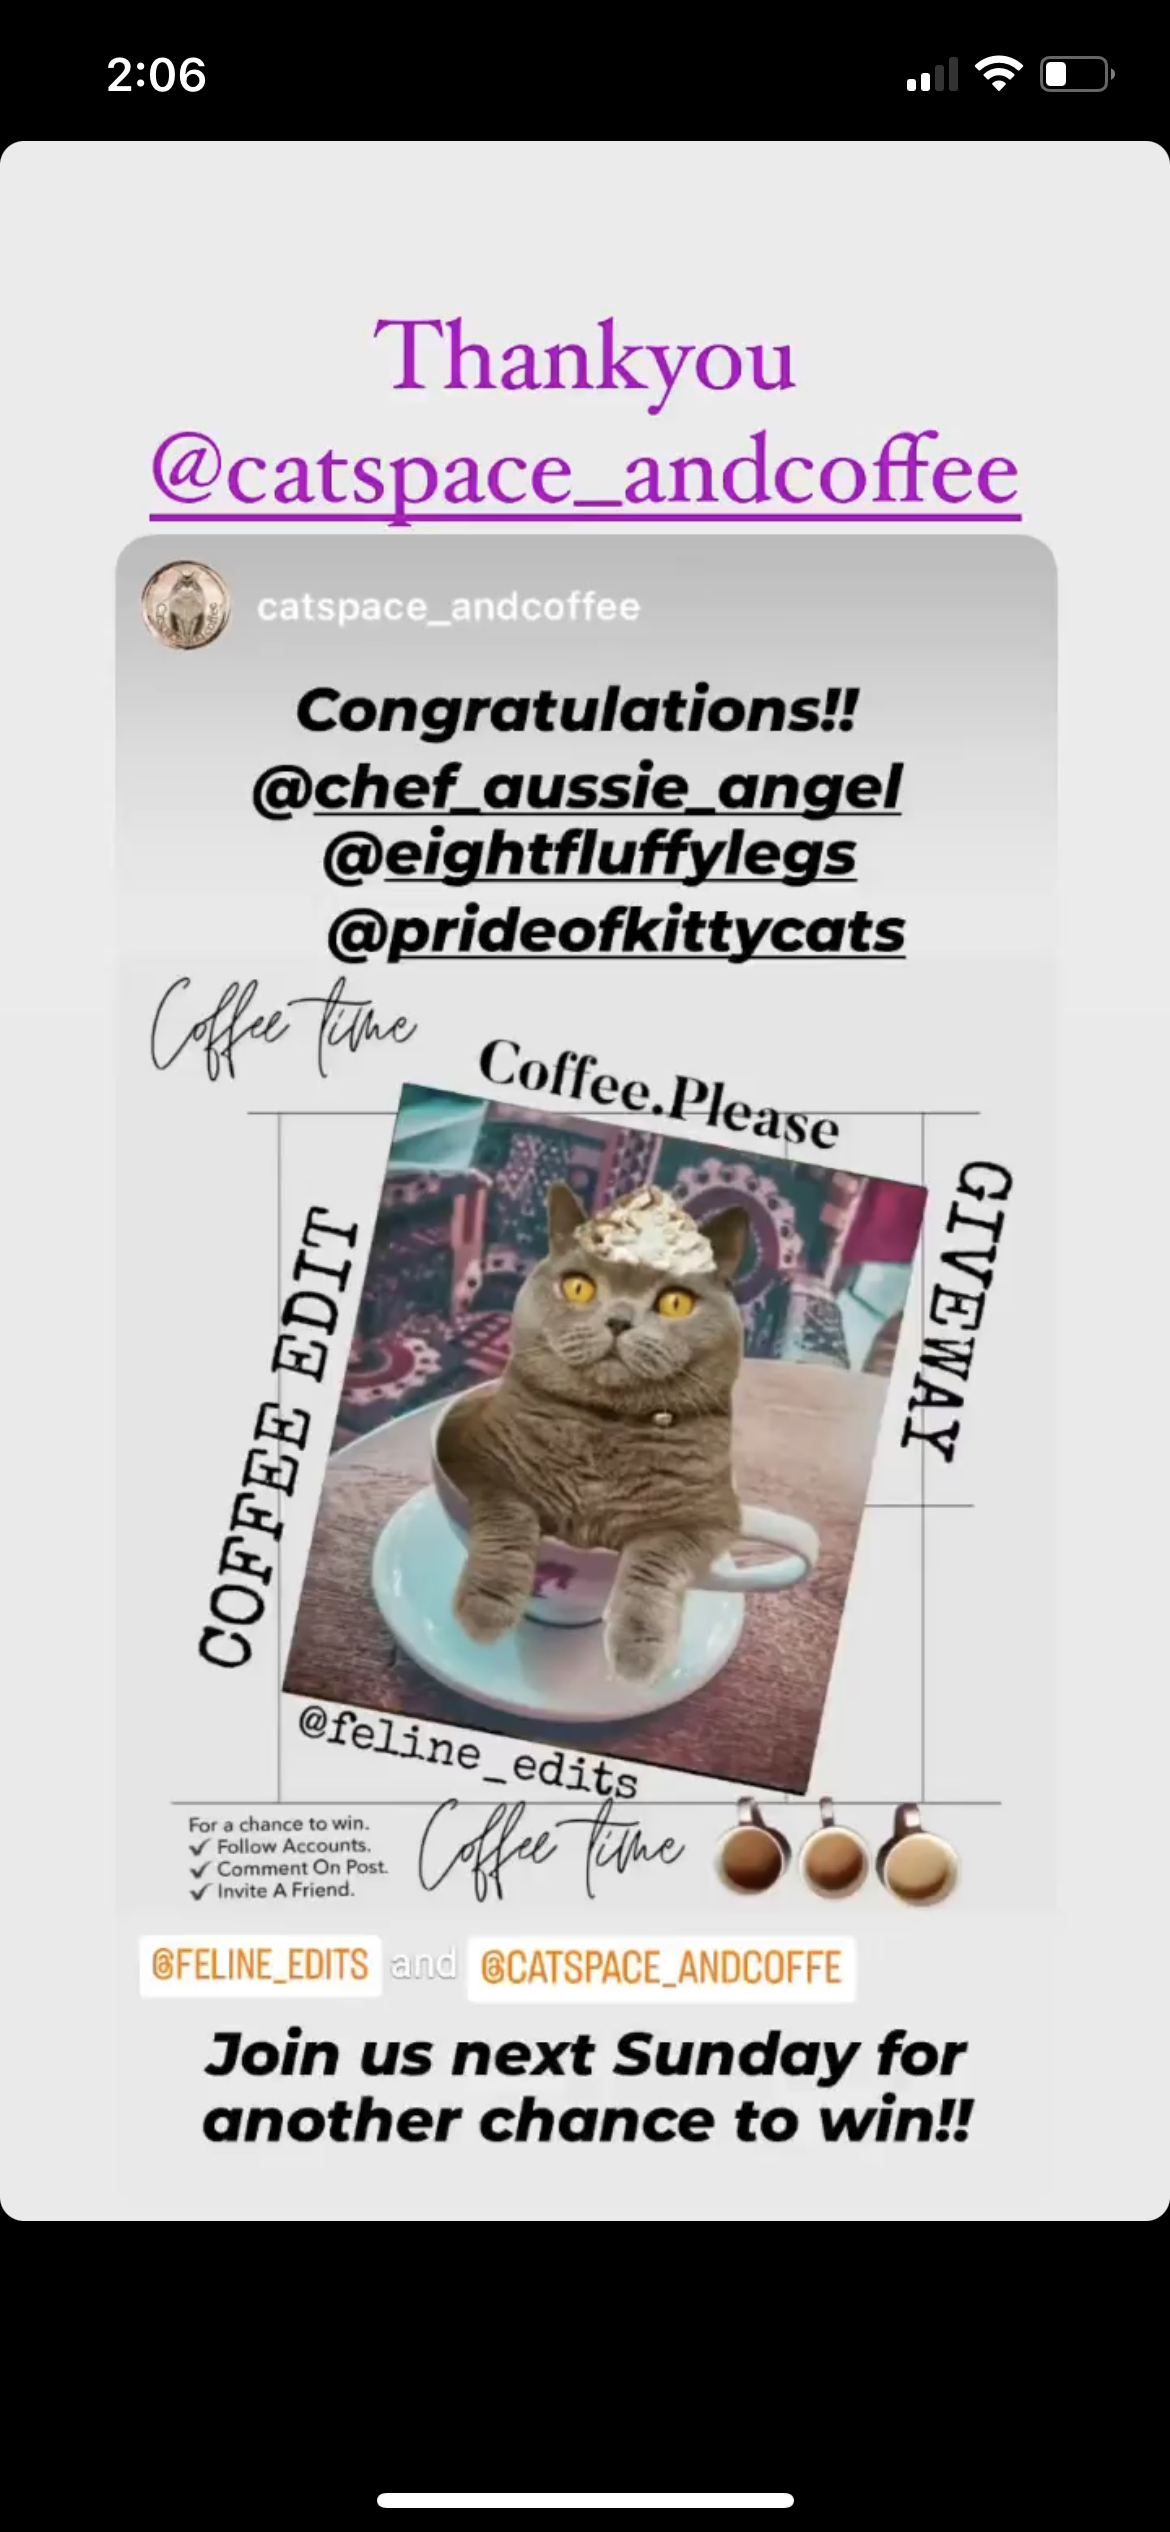 2:06
Thankyou
@catspace_andcoffee
catspace_andcoffee
Congratulations!!
@chef_aussie_angel
@eightfluffylegs
@prideofkittycats
Coffee time
Coffee.Please
COFFEE EDIT
GIVEWAY
@feline_edits
For a chance to win.
✓ Follow Accounts.
✓ Comment On Post.
✓ Invite A Friend.
Coffee time
@FELINE_EDITS and @CATSPACE_ANDCOFFE
Join us next Sunday for
another chance to win!!